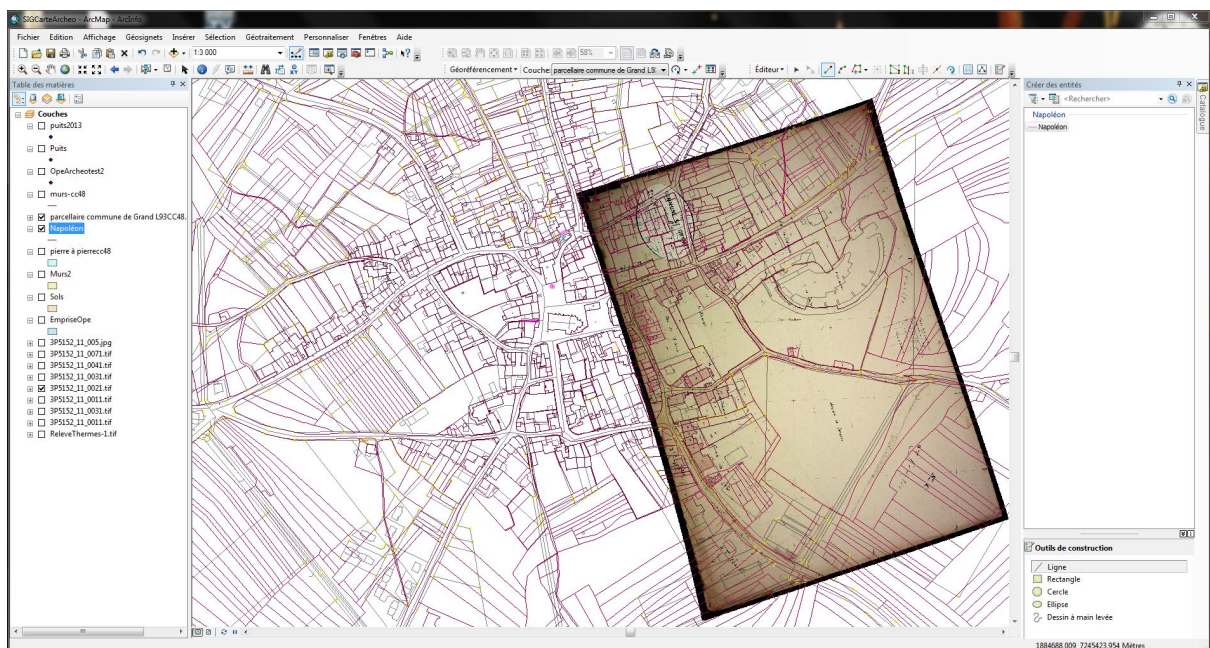 SIGCarteArcheo - ArcMap - ArcInfo
Fichier Edition Affichage Géosignets Insérer Sélection Géotraitement Personnaliser Fenêtres Aide
1:3 000
58%
Géoréférencement Couche: parcellaire commune de Grand L9
Éditeur
Table des matières
Couches
puits2013
Puits
OpeArcheotest2
murs-cc48
parcellaire commune de Grand L93CC48.
Napoléon
pierre à pierrecc48
Murs2
Sols
EmpriseOpe
3P5152_11_005.jpg
3P5152_11_0071.tif
3P5152_11_0041.tif
3P5152_11_0031.tif
3P5152_11_0021.tif
3P5152_11_0011.tif
3P5152_11_0031.tif
3P5152_11_0011.tif
ReleveThermes-1.tif
Créer des entités
<Rechercher>
Napoléon
Napoléon
Catalogue
Outils de construction
Ligne
Rectangle
Cercle
Ellipse
Dessin à main levée
1884688,009 7245423,954 Mètres